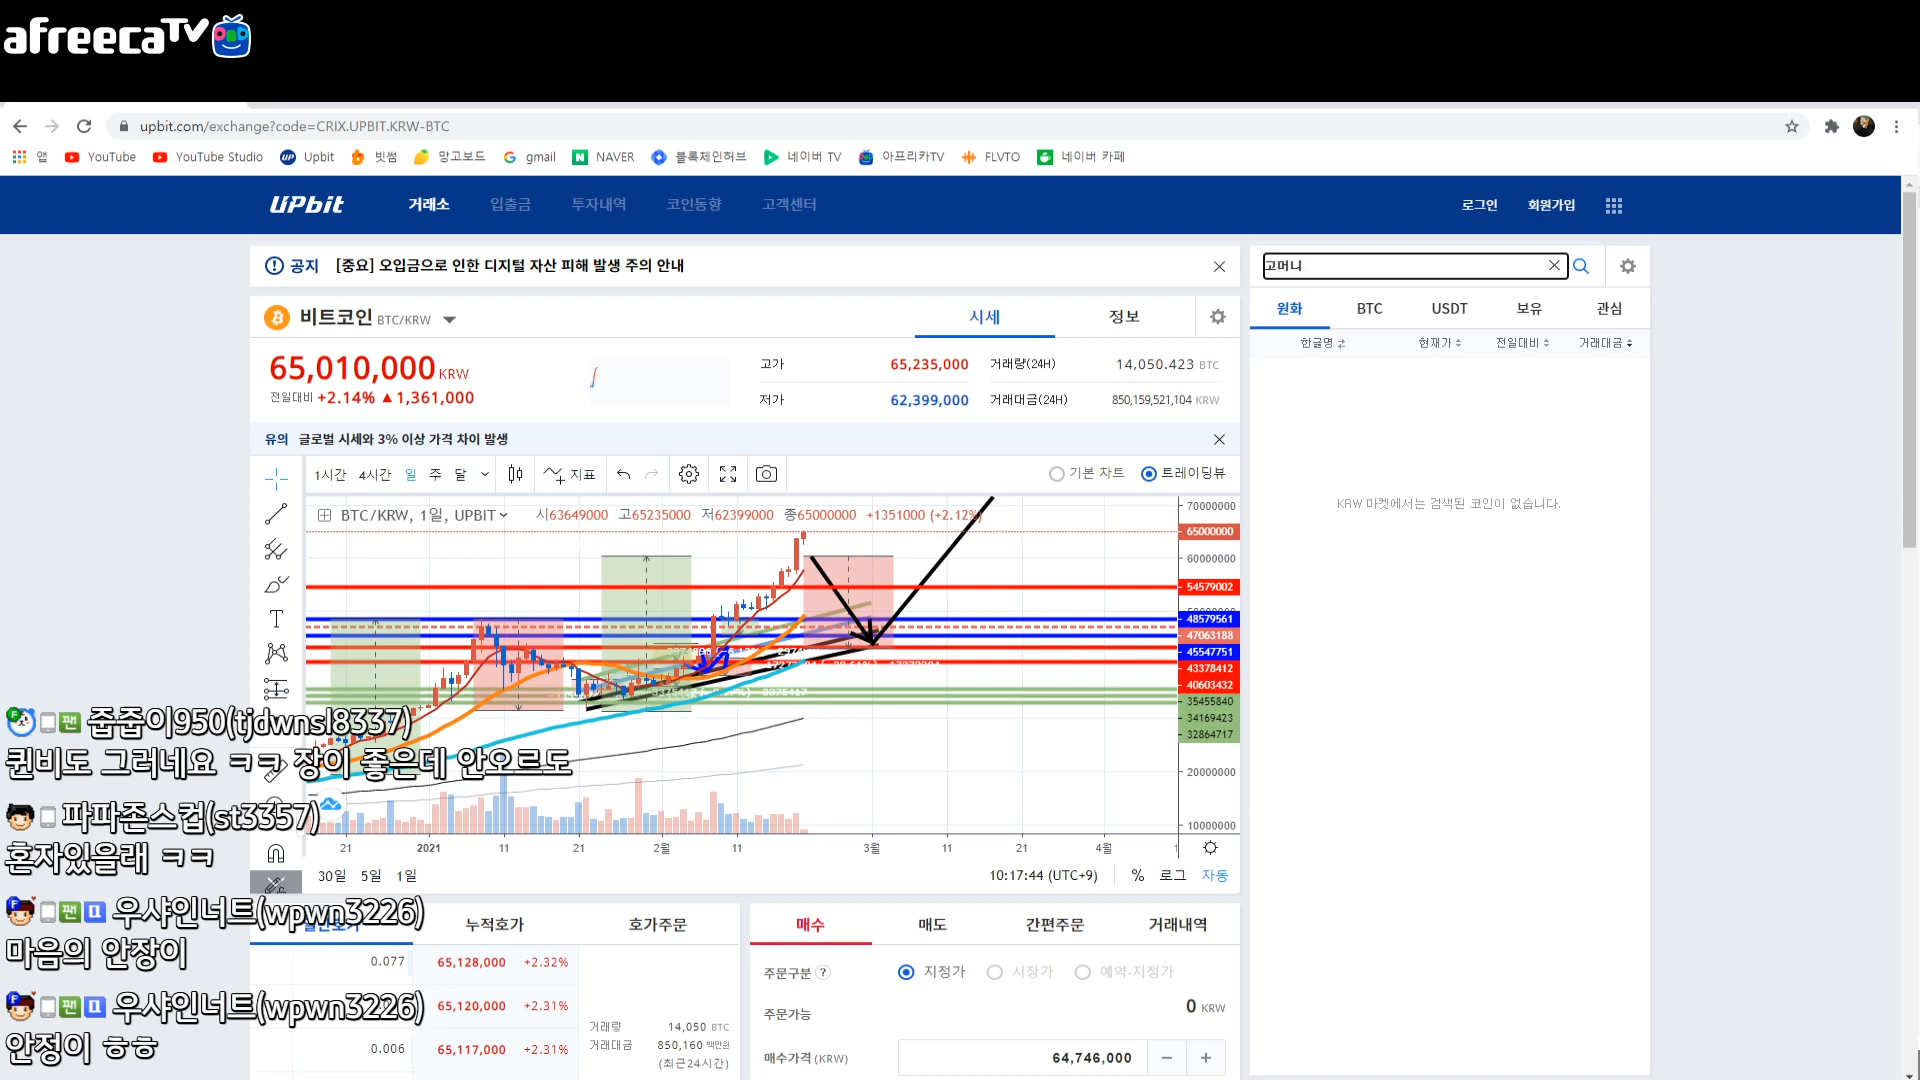 afreecaTV
upbit.com/exchange?code=CRIX.UPBIT.KRW-BTC
앱 YouTube YouTube Studio Upbit 빗썸 망고보드 gmail NAVER 블록체인허브 네이버 TV 아프리카TV FLVTO 네이버 카페
UPbit 거래소 입출금 투자내역 코인동향 고객센터 로그인 회원가입
공지 [중요] 오입금으로 인한 디지털 자산 피해 발생 주의 안내
고머니
비트코인 BTC/KRW 시세 정보
원화 BTC USDT 보유 관심
한글명 현재가 전일대비 거래대금
65,010,000 KRW
전일대비 +2.14% ▲1,361,000
고가 65,235,000 거래량(24H) 14,050.423 BTC
저가 62,399,000 거래대금(24H) 850,159,521,104 KRW
유의 글로벌 시세와 3% 이상 가격 차이 발생
1시간 4시간 일 주 달 지표 기본 차트 트레이딩뷰
KRW 마켓에서는 검색된 코인이 없습니다.
BTC/KRW, 1일, UPBIT 시63649000 고65235000 저62399000 종65000000 +1351000 (+2.12%)
70000000
65000000
60000000
54579002
48579561
47063188
45547751
43378412
40603432
35455840
34169423
32864717
20000000
10000000
21 2021 11 21 2월 11 3월 11 21 4월
30일 5일 1일 10:17:44 (UTC+9) % 로그 자동
줍줍이950(tjdwnsl8337)
퀀비도 그러네요 ㅋㅋ 장이 좋은데 안오르도
파파존스컵(st3357)
혼자있을래 ㅋㅋ
우샤인너트(wpwn3226)
마음의 안장이
우샤인너트(wpwn3226)
안정이 ㅎㅎ
누적호가 호가주문
0.077 65,128,000 +2.32%
65,120,000 +2.31%
0.006 65,117,000 +2.31%
거래량 14,050 BTC
거래대금 850,160 백만원
(최근24시간)
매수 매도 간편주문 거래내역
주문구분 ? 지정가 시장가 예약-지정가
주문가능 0 KRW
매수가격 (KRW) 64,746,000 − +